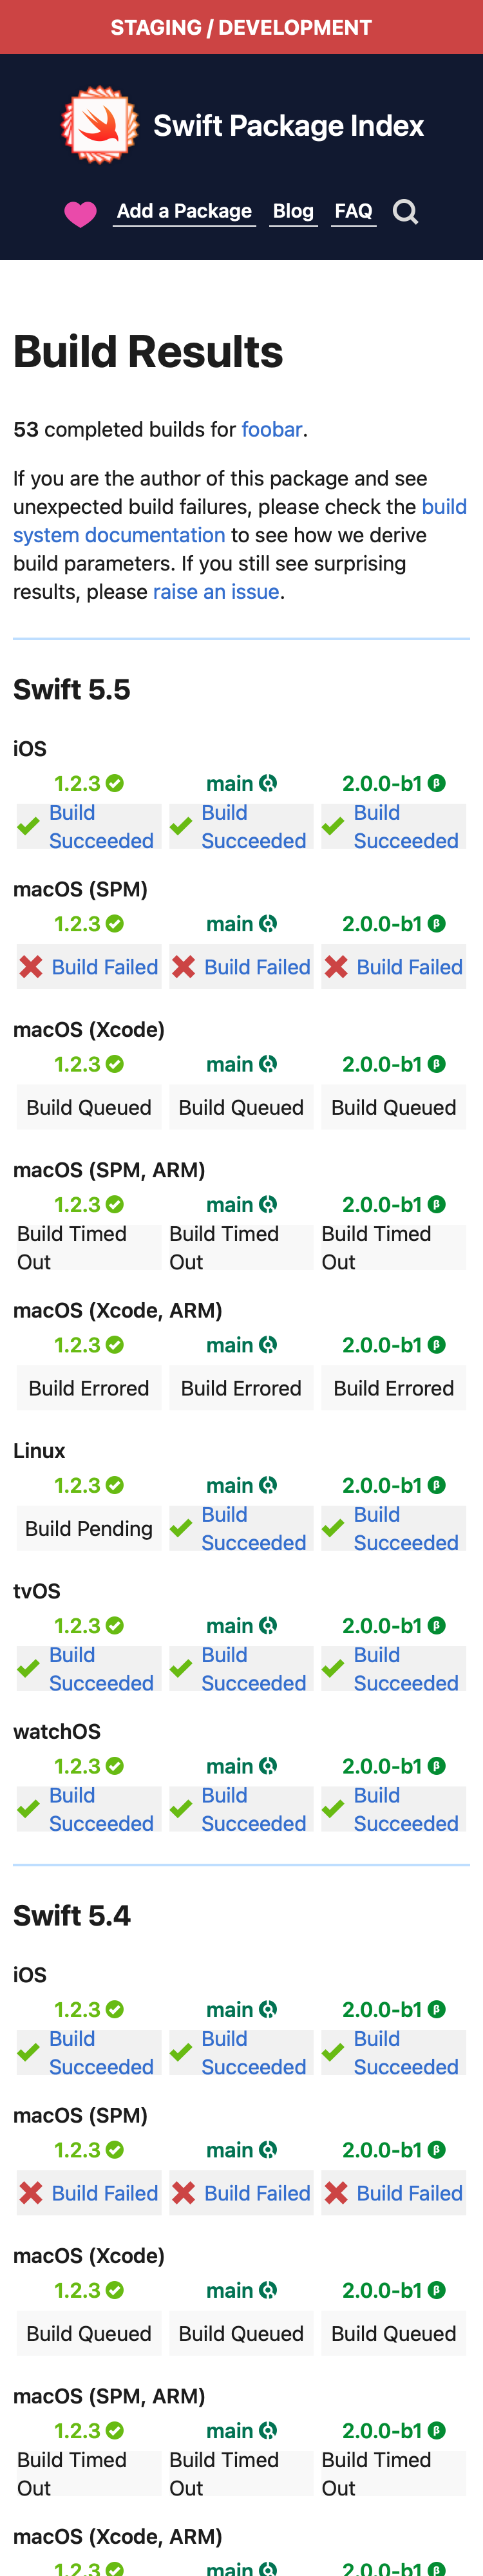 STAGING / DEVELOPMENT
Swift Package Index
Add a Package Blog FAQ
Build Results
53 completed builds for foobar.
If you are the author of this package and see
unexpected build failures, please check the build
system documentation to see how we derive
build parameters. If you still see surprising
results, please raise an issue.
Swift 5.5
iOS
1.2.3 main 2.0.0-b1 β
Build Build Build
Succeeded Succeeded Succeeded
macOS (SPM)
1.2.3 main 2.0.0-b1 β
Build Failed Build Failed Build Failed
macOS (Xcode)
1.2.3 main 2.0.0-b1 β
Build Queued Build Queued Build Queued
macOS (SPM, ARM)
1.2.3 main 2.0.0-b1 β
Build Timed Build Timed Build Timed
Out Out Out
macOS (Xcode, ARM)
1.2.3 main 2.0.0-b1 β
Build Errored Build Errored Build Errored
Linux
1.2.3 main 2.0.0-b1 β
Build Build
Build Pending Succeeded Succeeded
tvOS
1.2.3 main 2.0.0-b1 β
Build Build Build
Succeeded Succeeded Succeeded
watchOS
1.2.3 main 2.0.0-b1 β
Build Build Build
Succeeded Succeeded Succeeded
Swift 5.4
iOS
1.2.3 main 2.0.0-b1 β
Build Build Build
Succeeded Succeeded Succeeded
macOS (SPM)
1.2.3 main 2.0.0-b1 β
Build Failed Build Failed Build Failed
macOS (Xcode)
1.2.3 main 2.0.0-b1 β
Build Queued Build Queued Build Queued
macOS (SPM, ARM)
1.2.3 main 2.0.0-b1 β
Build Timed Build Timed Build Timed
Out Out Out
macOS (Xcode, ARM)
1.2.3 main 2.0.0-b1 β